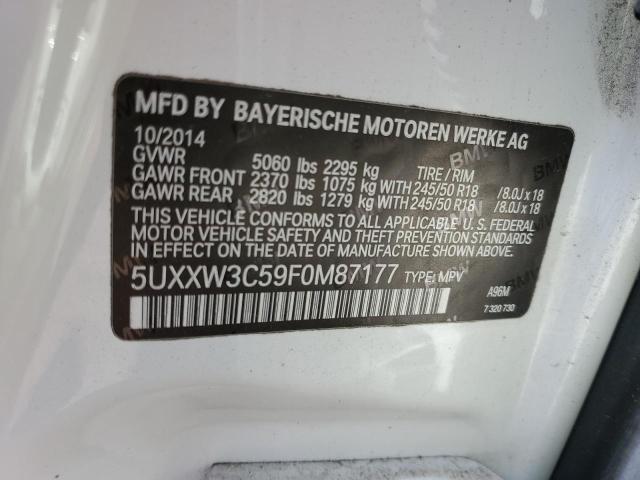 MFD BY BAYERISCHE MOTOREN WERKE AG
10/2014
GVWR 5060 lbs 2295 kg TIRE / RIM
GAWR FRONT 2370 lbs 1075 kg WITH 245/50 R18 / 8.0J x 18
GAWR REAR 2820 lbs 1279 kg WITH 245/50 R18 / 8.0J x 18
THIS VEHICLE CONFORMS TO ALL APPLICABLE U.S. FEDERAL
MOTOR VEHICLE SAFETY AND THEFT PREVENTION STANDARDS
IN EFFECT ON THE DATE OF MANUFACTURE SHOWN ABOVE.
5UXXW3C59F0M87177 TYPE: MPV
A96M
7 320 730